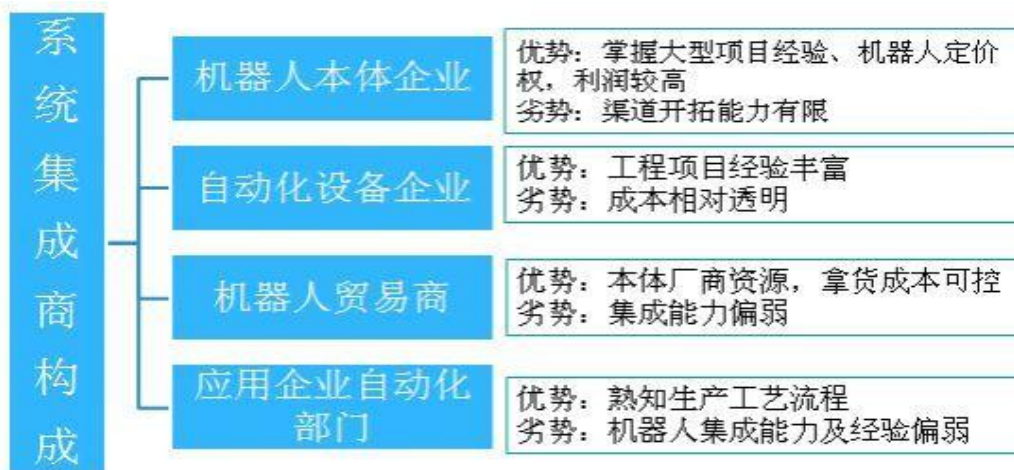 系统集成商构成
机器人本体企业
优势：掌握大型项目经验、机器人定价
权，利润较高
劣势：渠道开拓能力有限
自动化设备企业
优势：工程项目经验丰富
劣势：成本相对透明
机器人贸易商
优势：本体厂商资源，拿货成本可控
劣势：集成能力偏弱
应用企业自动化
部门
优势：熟知生产工艺流程
劣势：机器人集成能力及经验偏弱